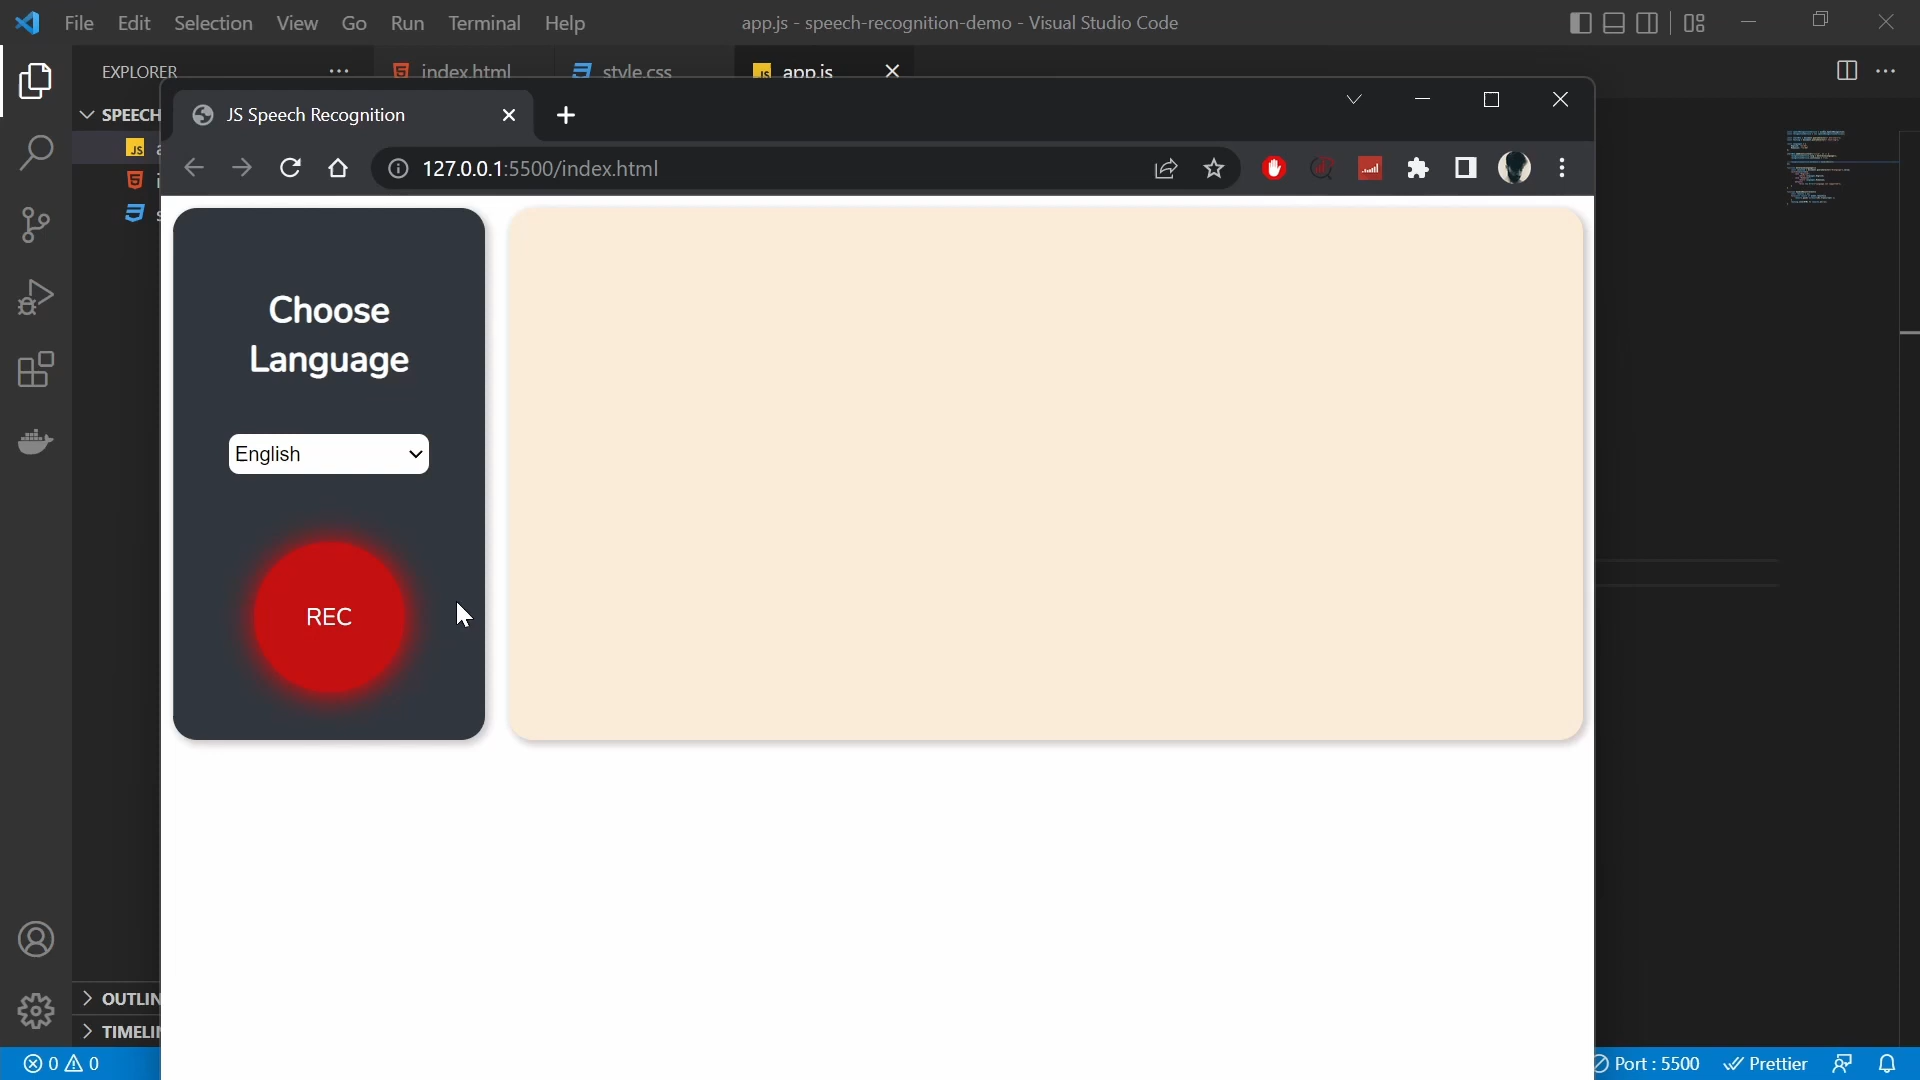 File Edit Selection View Go Run Terminal Help
app.js - speech-recognition-demo - Visual Studio Code
EXPLORER
index.html
style.css
app.js
SPEECH
JS Speech Recognition
127.0.0.1:5500/index.html
Choose
Language
English
REC
OUTLIN
TIMELI
0 0
Port : 5500
Prettier